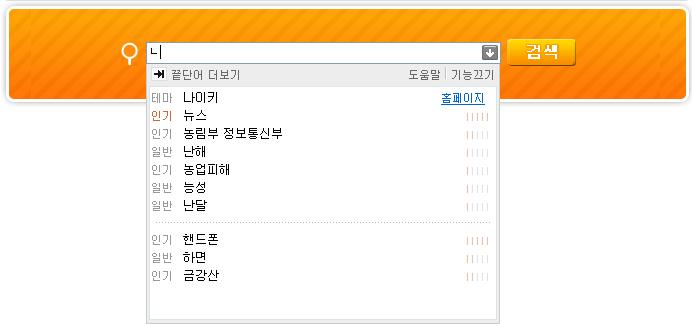 ㄴ 검색
끝단어 더보기 도움말 기능끄기
테마 나이키 홈페이지
인기 뉴스
인기 농림부 정보통신부
일반 난해
인기 농업피해
일반 능성
일반 난달
인기 핸드폰
일반 하면
인기 금강산